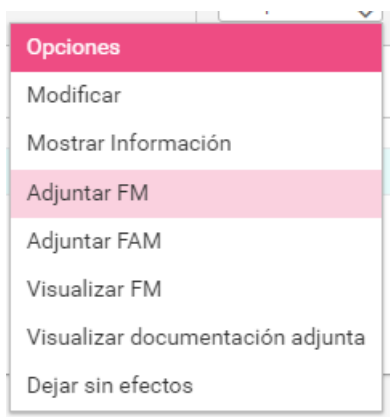 Opciones
Modificar
Mostrar Información
Adjuntar FM
Adjuntar FAM
Visualizar FM
Visualizar documentación adjunta
Dejar sin efectos